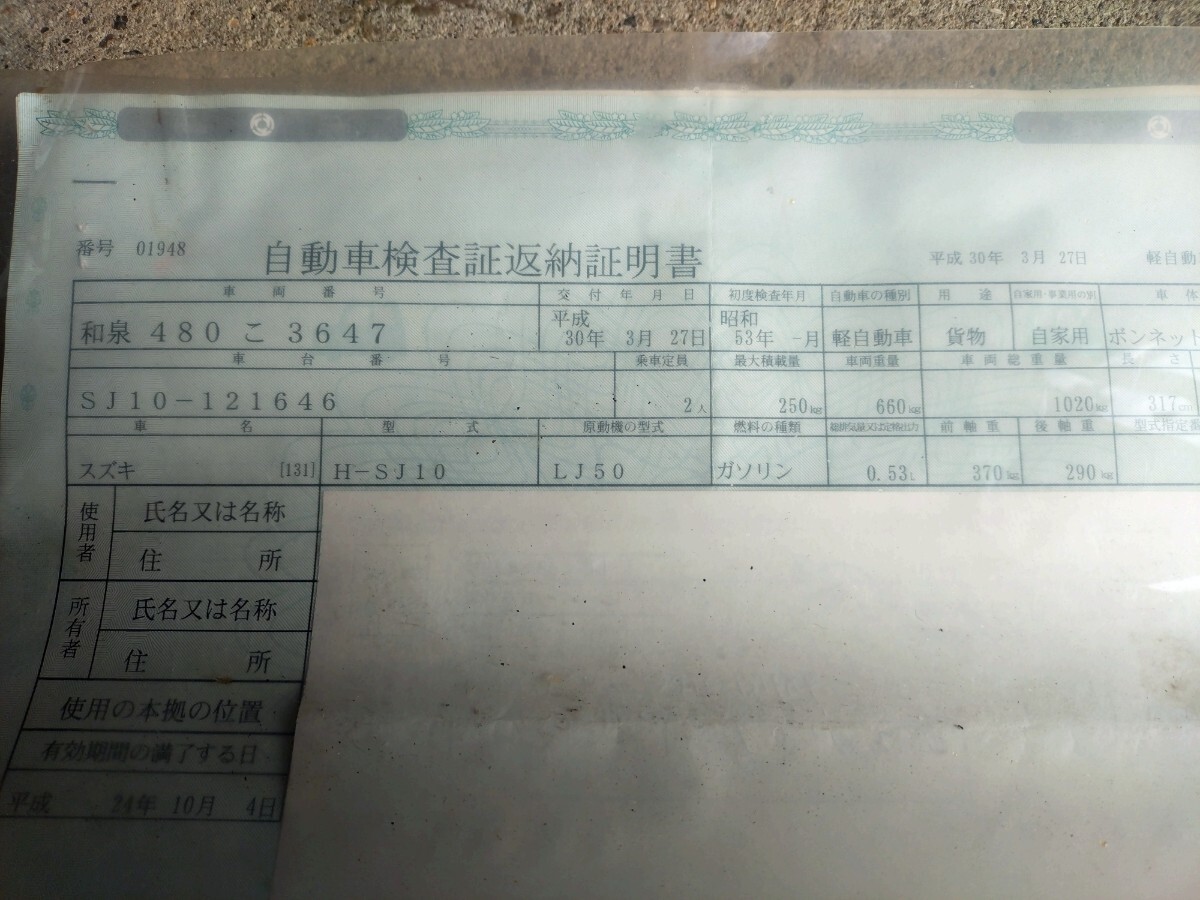 番号 01948 自動車検査証返納証明書 平成 30年 3月 27日 軽自動
車両番号 交付年月日 初度検査年月 自動車の種別 用途 自家用・事業用の別 車体
和泉 480 こ 3647 平成 30年 3月 27日 昭和 53年 -月 軽自動車 貨物 自家用 ボンネット
車台番号 乗車定員 最大積載量 車両重量 車両総重量 長さ
SJ10-121646 2人 250kg 660kg 1020kg 317cm
車名 型式 原動機の型式 燃料の種類 総排気量又は定格出力 前軸重 後軸重 型式指定番
スズキ [131] H-SJ10 LJ50 ガソリン 0.53L 370kg 290kg
使用者 氏名又は名称
住所
所有者 氏名又は名称
住所
使用の本拠の位置
有効期間の満了する日
平成 24年 10月 4日